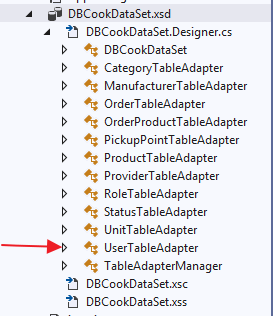 DBCookDataSet.xsd
DBCookDataSet.Designer.cs
DBCookDataSet
CategoryTableAdapter
ManufacturerTableAdapter
OrderTableAdapter
OrderProductTableAdapter
PickupPointTableAdapter
ProductTableAdapter
ProviderTableAdapter
RoleTableAdapter
StatusTableAdapter
UnitTableAdapter
UserTableAdapter
TableAdapterManager
DBCookDataSet.xsc
DBCookDataSet.xss